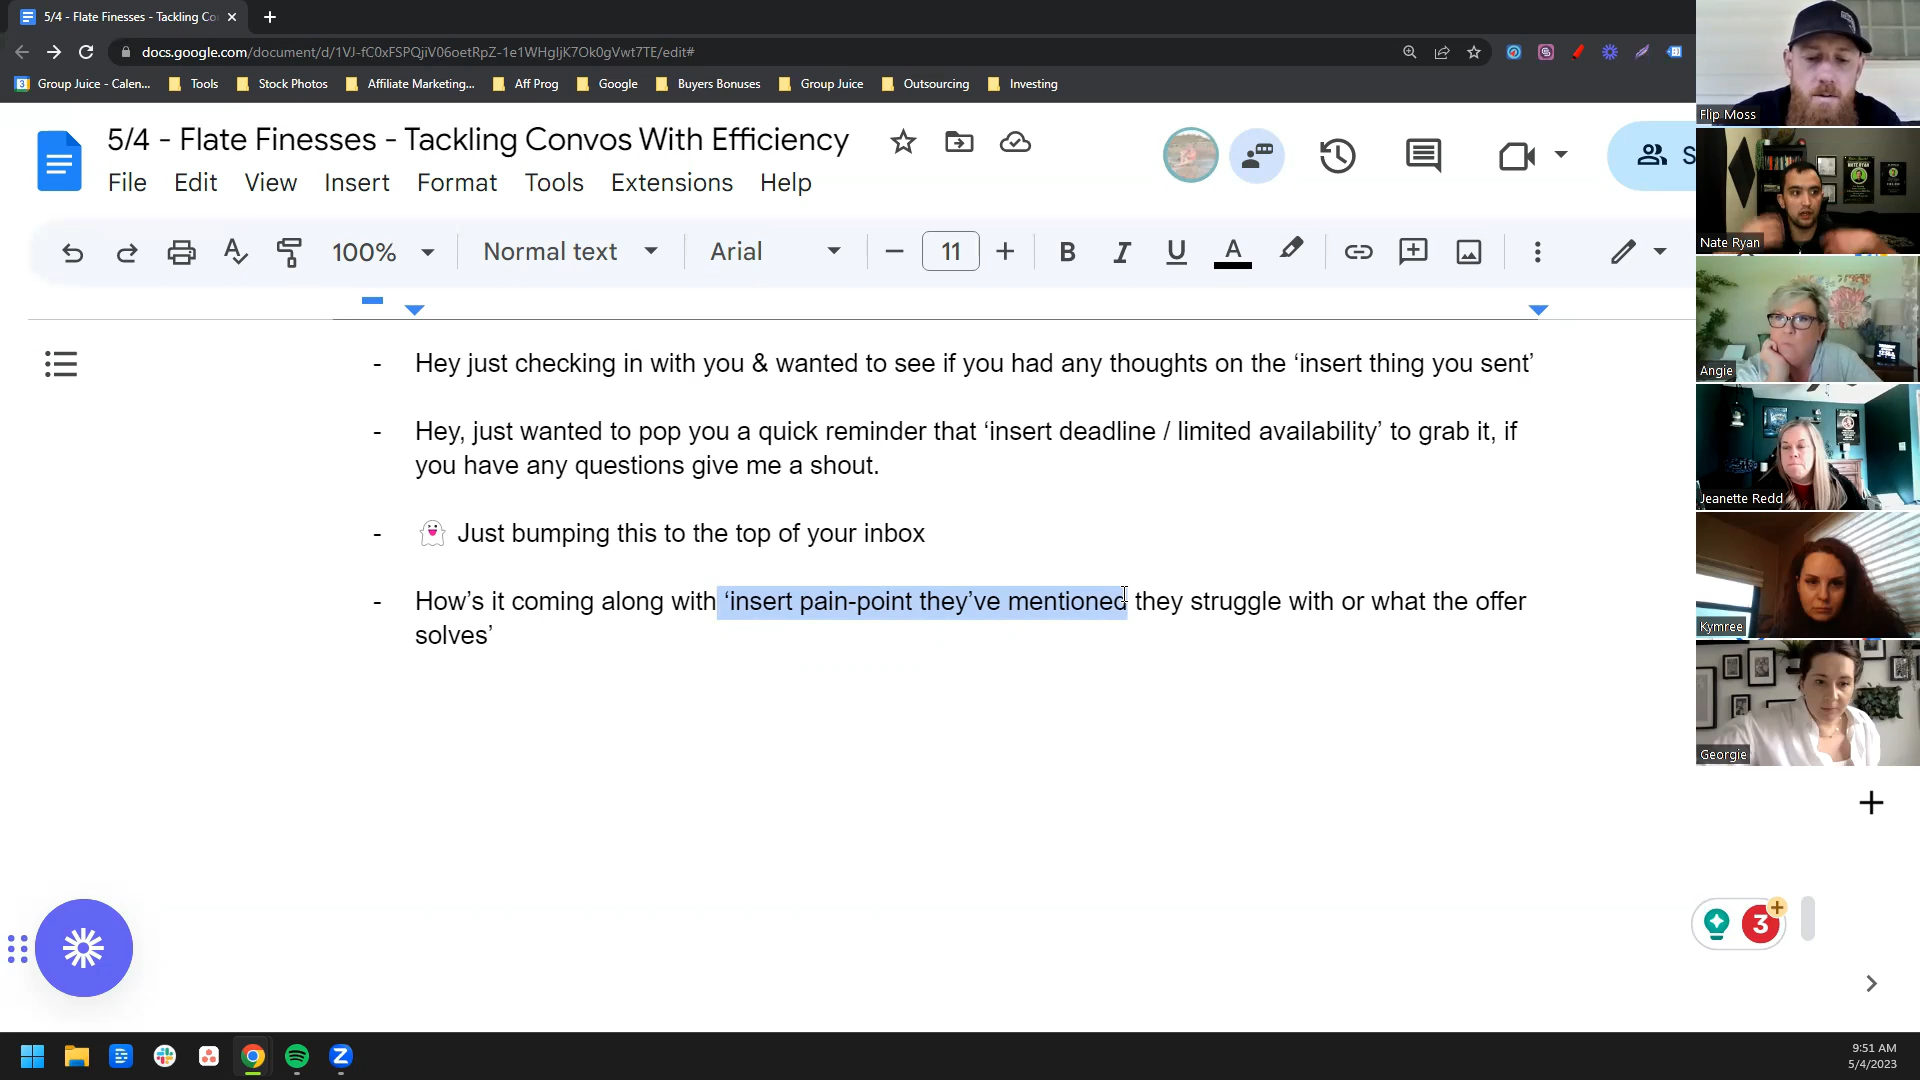 5/4 - Flate Finesses - Tackling Co
docs.google.com/document/d/1VJ-fC0xFSPQjiV06oetRpZ-1e1WHgIjK7Ok0gVwt7TE/edit#
Group Juice - Calen... Tools Stock Photos Affiliate Marketing... Aff Prog Google Buyers Bonuses Group Juice Outsourcing Investing
5/4 - Flate Finesses - Tackling Convos With Efficiency
S
File Edit View Insert Format Tools Extensions Help
100% Normal text Arial 11 B I U A
- Hey just checking in with you & wanted to see if you had any thoughts on the ‘insert thing you sent’
- Hey, just wanted to pop you a quick reminder that ‘insert deadline / limited availability’ to grab it, if
you have any questions give me a shout.
- 👻 Just bumping this to the top of your inbox
- How’s it coming along with ‘insert pain-point they’ve mentioned they struggle with or what the offer
solves’
3
Flip Moss
Nate Ryan
Angie
Jeanette Redd
Kymree
Georgie
9:51 AM
5/4/2023